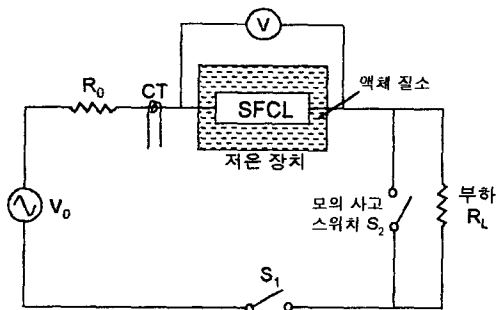 V
R₀
CT
액체 질소
SFCL
저온 장치
모의 사고
스위치 S₂
부하
R_L
V₀
S₁